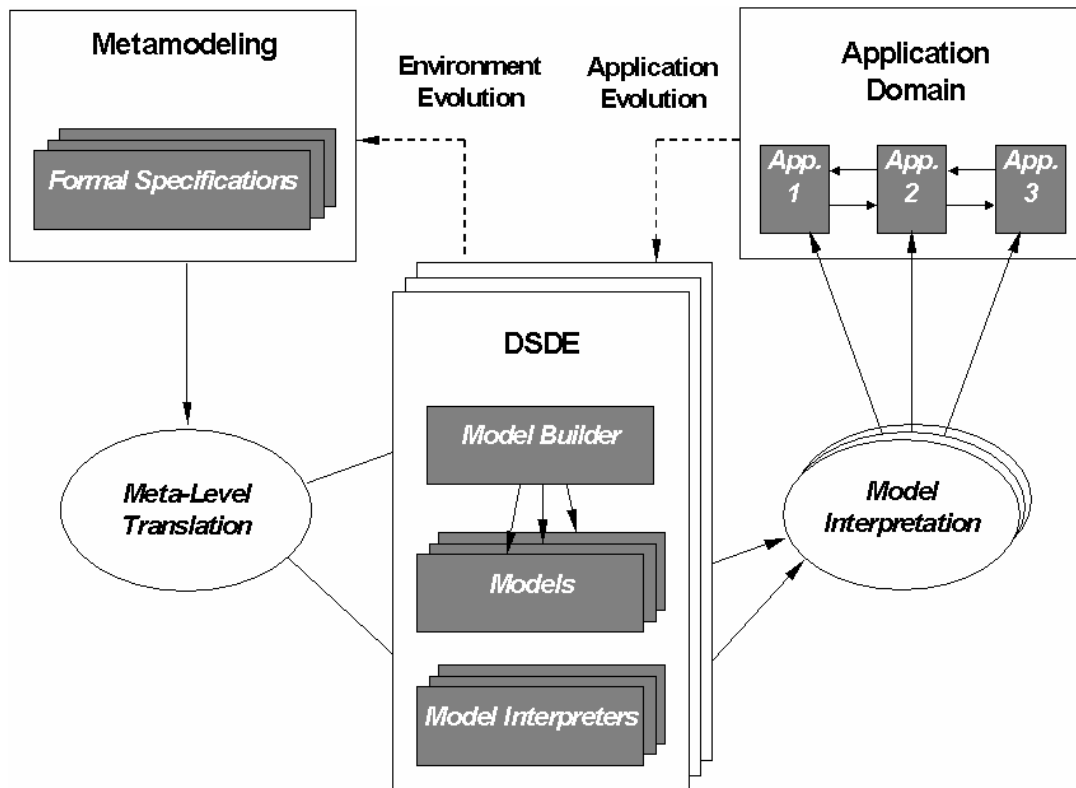 Metamodeling
Formal Specifications
Environment
Evolution
Application
Evolution
Application
Domain
App.
1
App.
2
App.
3
DSDE
Model Builder
Models
Model Interpreters
Meta-Level
Translation
Model
Interpretation